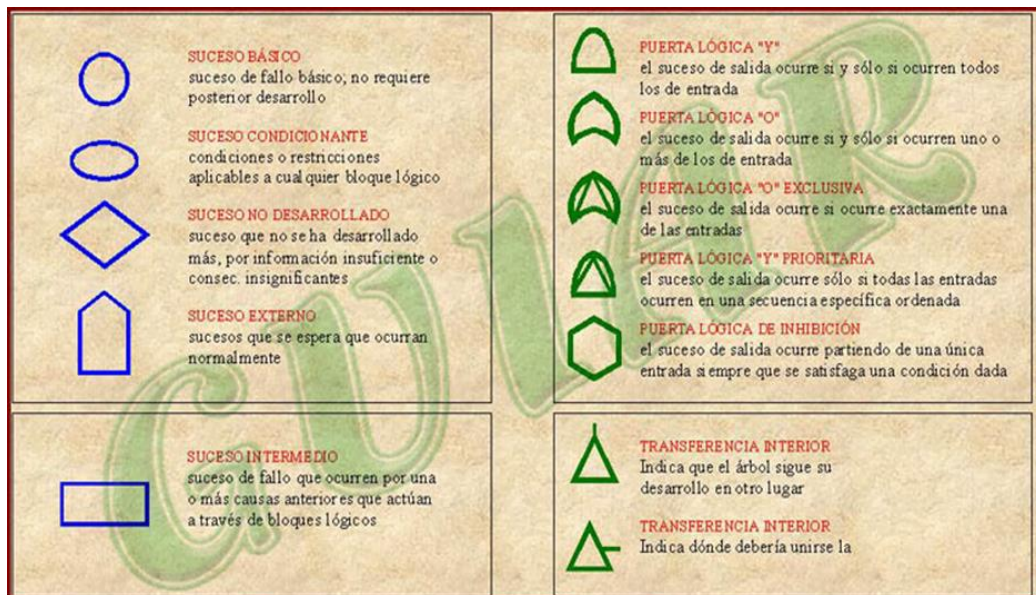 SUCESO BÁSICO
suceso de fallo básico; no requiere
posterior desarrollo
SUCESO CONDICIONANTE
condiciones o restricciones
aplicables a cualquier bloque lógico
SUCESO NO DESARROLLADO
suceso que no se ha desarrollado
más, por información insuficiente o
consec. insignificantes
SUCESO EXTERNO
sucesos que se espera que ocurran
normalmente
SUCESO INTERMEDIO
suceso de fallo que ocurren por una
o más causas anteriores que actúan
a través de bloques lógicos
PUERTA LÓGICA "Y"
el suceso de salida ocurre si y sólo si ocurren todos
los de entrada
PUERTA LÓGICA "O"
el suceso de salida ocurre si y sólo si ocurren uno o
más de los de entrada
PUERTA LÓGICA "O" EXCLUSIVA
el suceso de salida ocurre si ocurre exactamente una
de las entradas
PUERTA LÓGICA "Y" PRIORITARIA
el suceso de salida ocurre sólo si todas las entradas
ocurren en una secuencia específica ordenada
PUERTA LÓGICA DE INHIBICIÓN
el suceso de salida ocurre partiendo de una única
entrada siempre que se satisfaga una condición dada
TRANSFERENCIA INTERIOR
Indica que el árbol sigue su
desarrollo en otro lugar
TRANSFERENCIA INTERIOR
Indica dónde debería unirse la
GUIAR